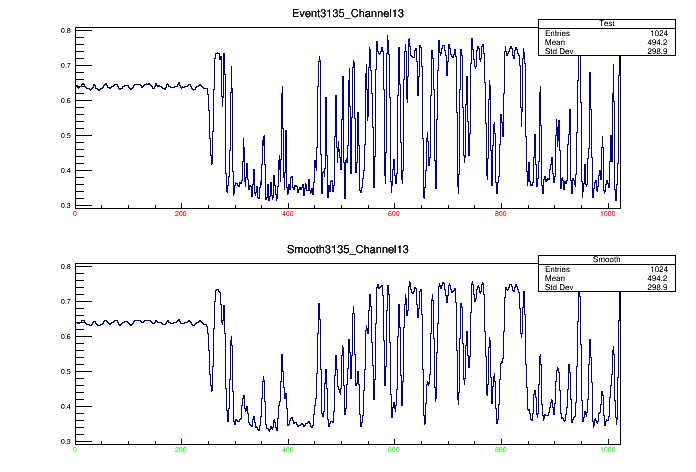 Event3135_Channel13
Test
Entries 1024
Mean 494.2
Std Dev 298.9
0.8
0.7
0.6
0.5
0.4
0.3
0 200 400 600 800 1000
Smooth3135_Channel13
Smooth
Entries 1024
Mean 494.2
Std Dev 298.9
0.8
0.7
0.6
0.5
0.4
0.3
0 200 400 600 800 1000